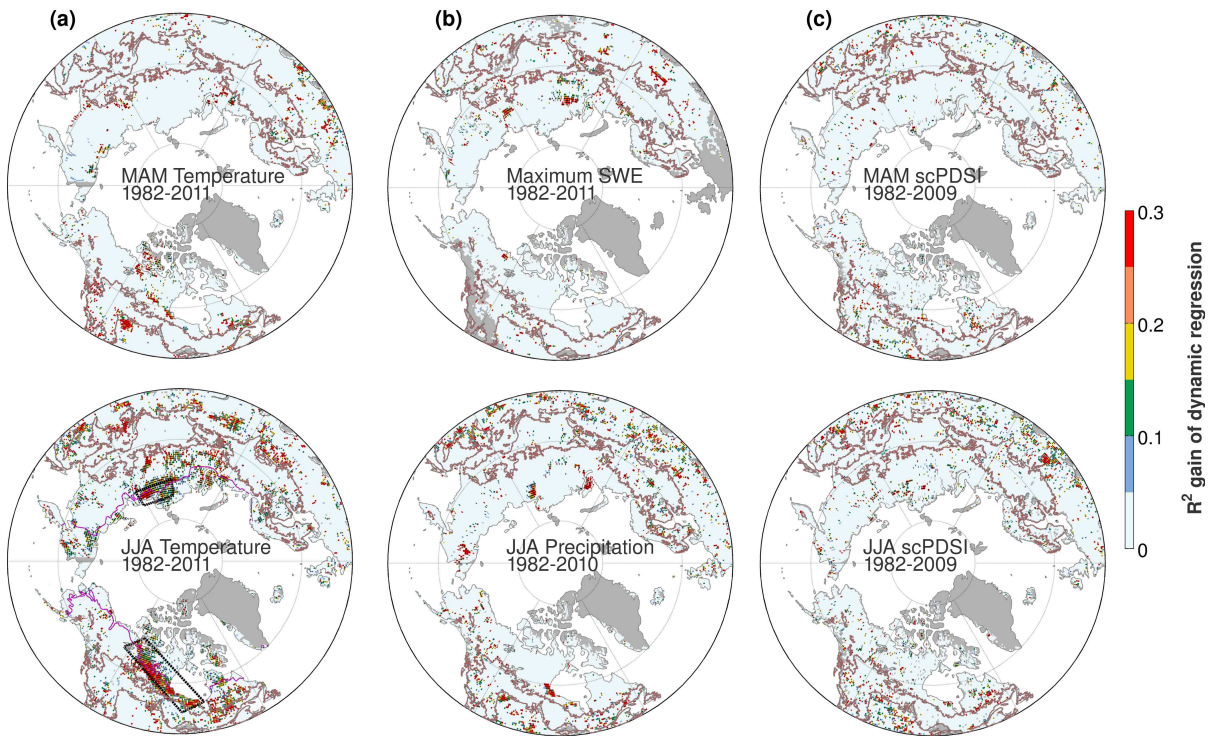 (a)
(b)
(c)
MAM Temperature
1982-2011
Maximum SWE
1982-2011
MAM scPDSI
1982-2009
JJA Temperature
1982-2011
JJA Precipitation
1982-2010
JJA scPDSI
1982-2009
0.3
0.2
0.1
0
R² gain of dynamic regression